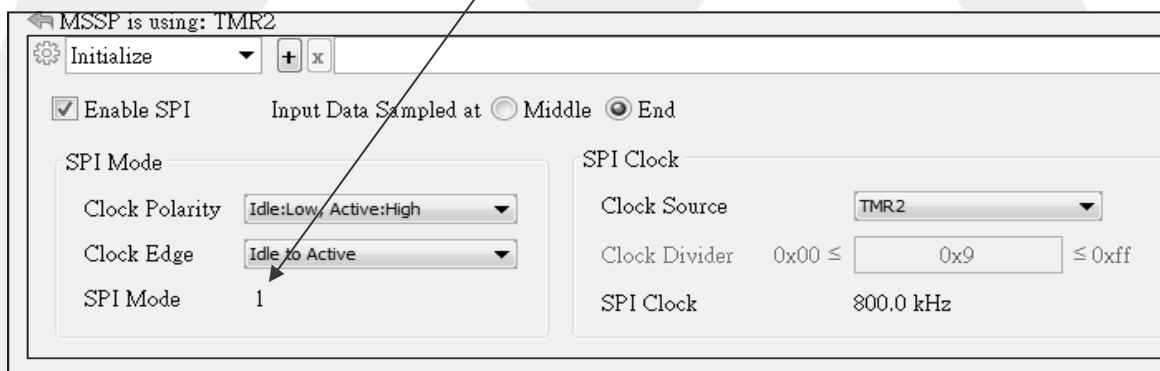 MSSP is using: TMR2
Initialize + x
Enable SPI Input Data Sampled at Middle End
SPI Mode
Clock Polarity Idle:Low, Active:High
Clock Edge Idle to Active
SPI Mode 1
SPI Clock
Clock Source TMR2
Clock Divider 0x00 ≤ 0x9 ≤ 0xff
SPI Clock 800.0 kHz